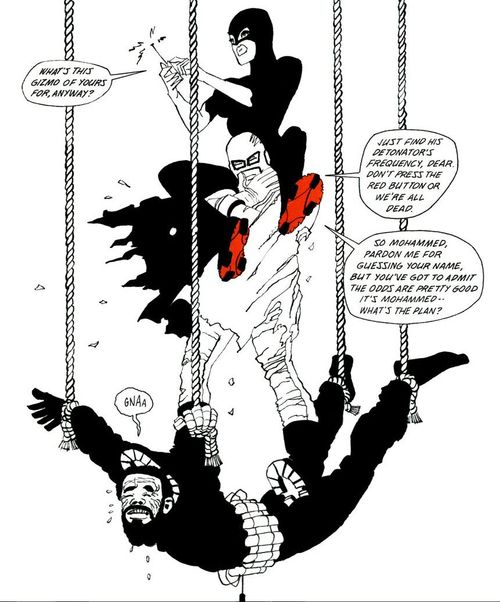 WHAT'S THIS
GIZMO OF YOURS
FOR, ANYWAY?
JUST FIND HIS
DETONATOR'S
FREQUENCY, DEAR.
DON'T PRESS THE
RED BUTTON OR
WE'RE ALL
DEAD.
SO MOHAMMED,
PARDON ME FOR
GUESSING YOUR NAME,
BUT YOU'VE GOT TO ADMIT
THE ODDS ARE PRETTY GOOD
IT'S MOHAMMED--
WHAT'S THE PLAN?
GNAA